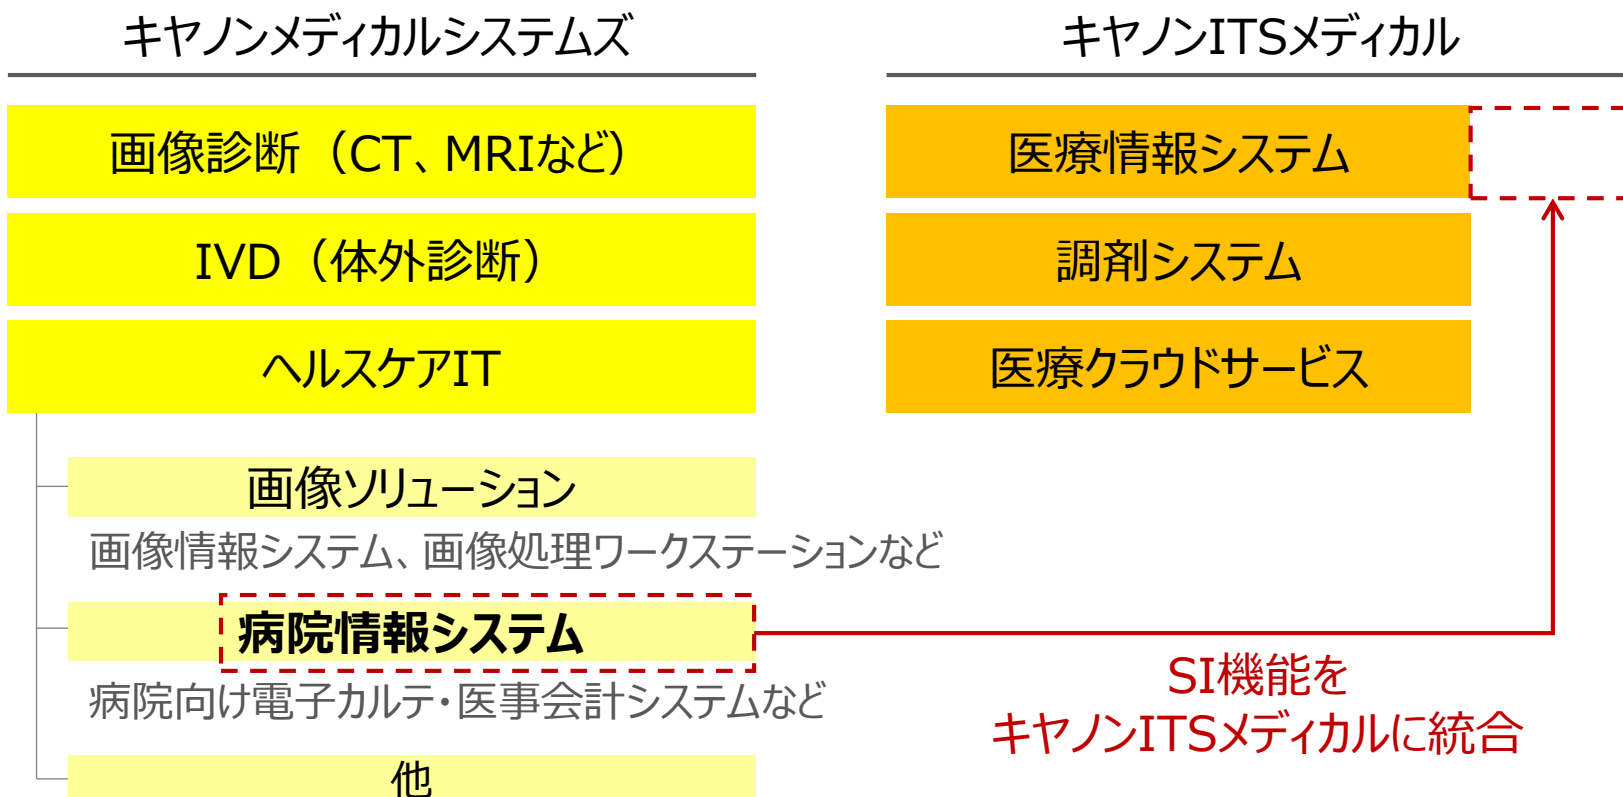 キヤノンメディカルシステムズ
画像診断（CT、MRIなど）
IVD（体外診断）
ヘルスケアIT
画像ソリューション
画像情報システム、画像処理ワークステーションなど
病院情報システム
病院向け電子カルテ・医事会計システムなど
他
キヤノンITSメディカル
医療情報システム
調剤システム
医療クラウドサービス
SI機能を
キヤノンITSメディカルに統合